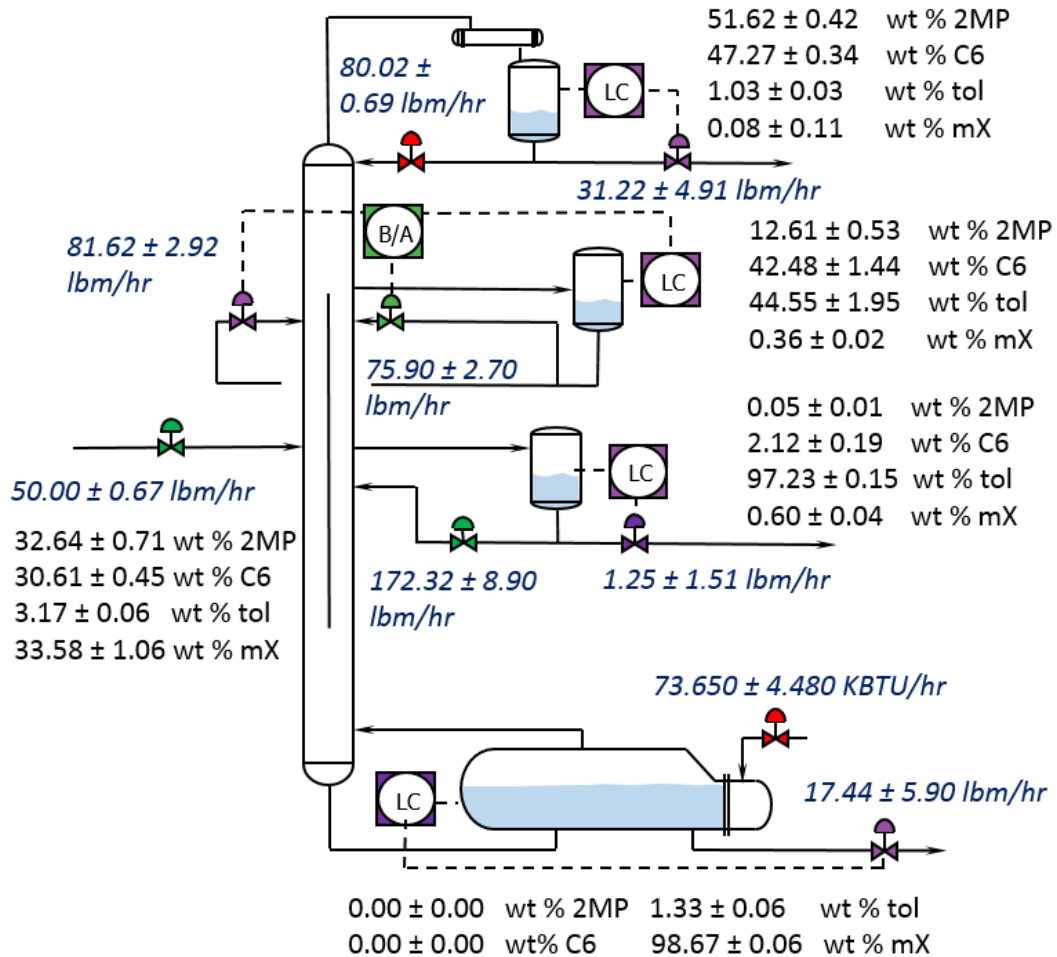 80.02 ±
0.69 lbm/hr
LC
51.62 ± 0.42 wt % 2MP
47.27 ± 0.34 wt % C6
1.03 ± 0.03 wt % tol
0.08 ± 0.11 wt % mX
31.22 ± 4.91 lbm/hr
81.62 ± 2.92
lbm/hr
B/A
LC
12.61 ± 0.53 wt % 2MP
42.48 ± 1.44 wt % C6
44.55 ± 1.95 wt % tol
0.36 ± 0.02 wt % mX
75.90 ± 2.70
lbm/hr
50.00 ± 0.67 lbm/hr
32.64 ± 0.71 wt % 2MP
30.61 ± 0.45 wt % C6
3.17 ± 0.06 wt % tol
33.58 ± 1.06 wt % mX
LC
0.05 ± 0.01 wt % 2MP
2.12 ± 0.19 wt % C6
97.23 ± 0.15 wt % tol
0.60 ± 0.04 wt % mX
172.32 ± 8.90
lbm/hr
1.25 ± 1.51 lbm/hr
73.650 ± 4.480 KBTU/hr
LC
17.44 ± 5.90 lbm/hr
0.00 ± 0.00 wt % 2MP 1.33 ± 0.06 wt % tol
0.00 ± 0.00 wt% C6 98.67 ± 0.06 wt % mX